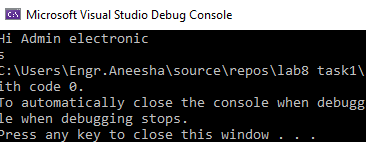 Microsoft Visual Studio Debug Console
Hi Admin electronic
s
C:\Users\Engr.Aneesha\source\repos\lab8 task1\
ith code 0.
To automatically close the console when debugg
le when debugging stops.
Press any key to close this window . . .